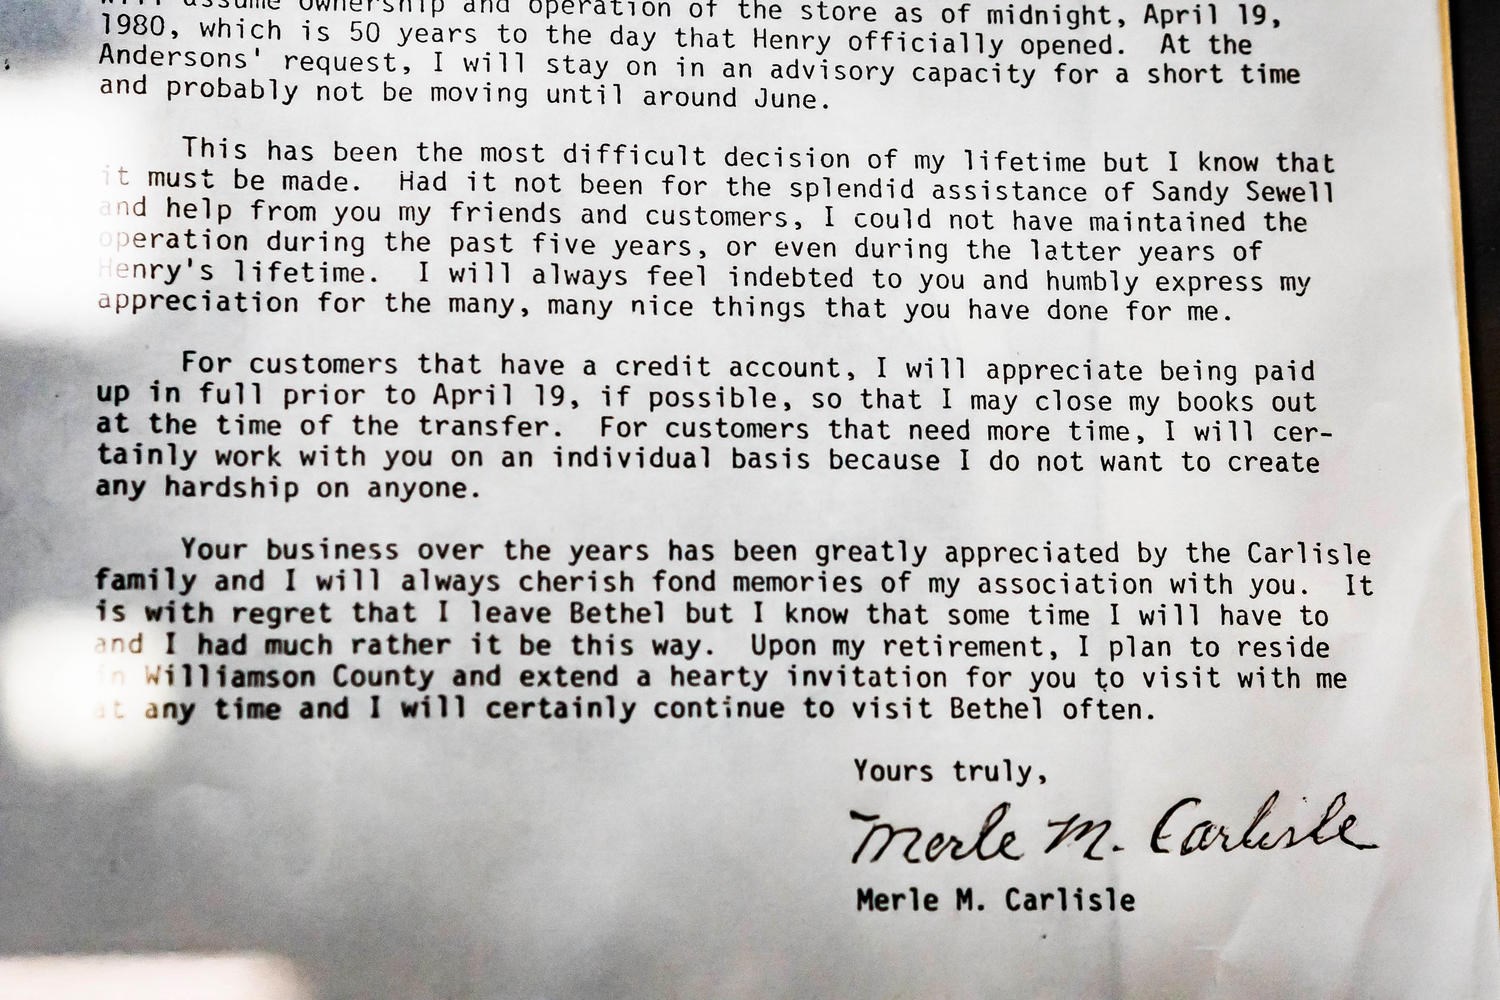 will assume ownership and operation of the store as of midnight, April 19,
1980, which is 50 years to the day that Henry officially opened. At the
Andersons' request, I will stay on in an advisory capacity for a short time
and probably not be moving until around June.
This has been the most difficult decision of my lifetime but I know that
it must be made. Had it not been for the splendid assistance of Sandy Sewell
and help from you my friends and customers, I could not have maintained the
operation during the past five years, or even during the latter years of
Henry's lifetime. I will always feel indebted to you and humbly express my
appreciation for the many, many nice things that you have done for me.
For customers that have a credit account, I will appreciate being paid
up in full prior to April 19, if possible, so that I may close my books out
at the time of the transfer. For customers that need more time, I will cer-
tainly work with you on an individual basis because I do not want to create
any hardship on anyone.
Your business over the years has been greatly appreciated by the Carlisle
family and I will always cherish fond memories of my association with you. It
is with regret that I leave Bethel but I know that some time I will have to
and I had much rather it be this way. Upon my retirement, I plan to reside
in Williamson County and extend a hearty invitation for you to visit with me
at any time and I will certainly continue to visit Bethel often.
Yours truly,
Merle M. Carlisle
Merle M. Carlisle